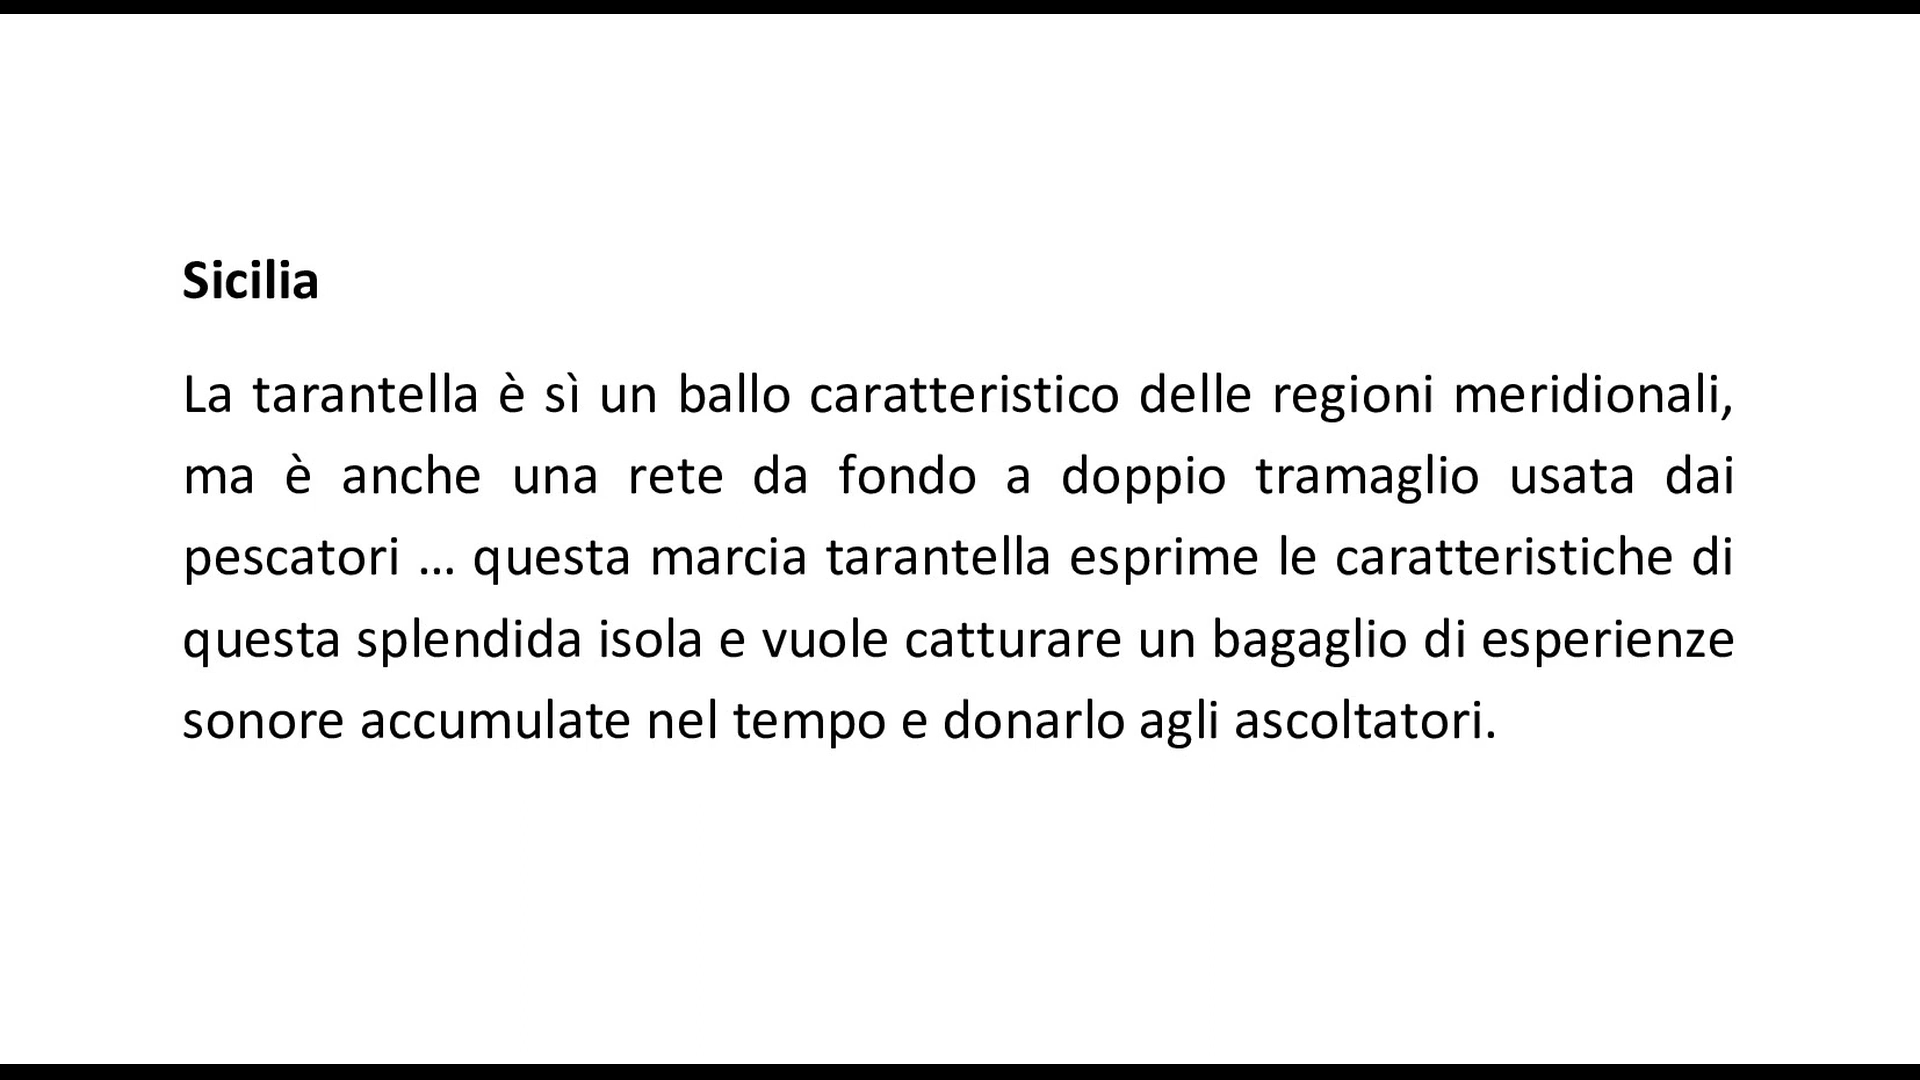 Sicilia
La tarantella è sì un ballo caratteristico delle regioni meridionali,
ma è anche una rete da fondo a doppio tramaglio usata dai
pescatori ... questa marcia tarantella esprime le caratteristiche di
questa splendida isola e vuole catturare un bagaglio di esperienze
sonore accumulate nel tempo e donarlo agli ascoltatori.